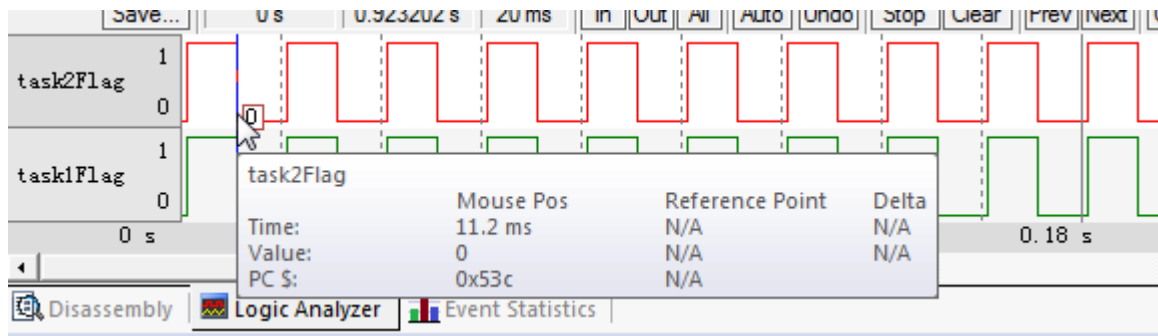 Save... 0 s 0.923202 s 20 ms In Out All Auto Undo Stop Clear Prev Next
1
task2Flag
0
0
1
task1Flag
0
task2Flag
Mouse Pos Reference Point Delta
Time: 11.2 ms N/A N/A
Value: 0 N/A N/A
PC $: 0x53c N/A
0 s 0.18 s
Disassembly Logic Analyzer Event Statistics